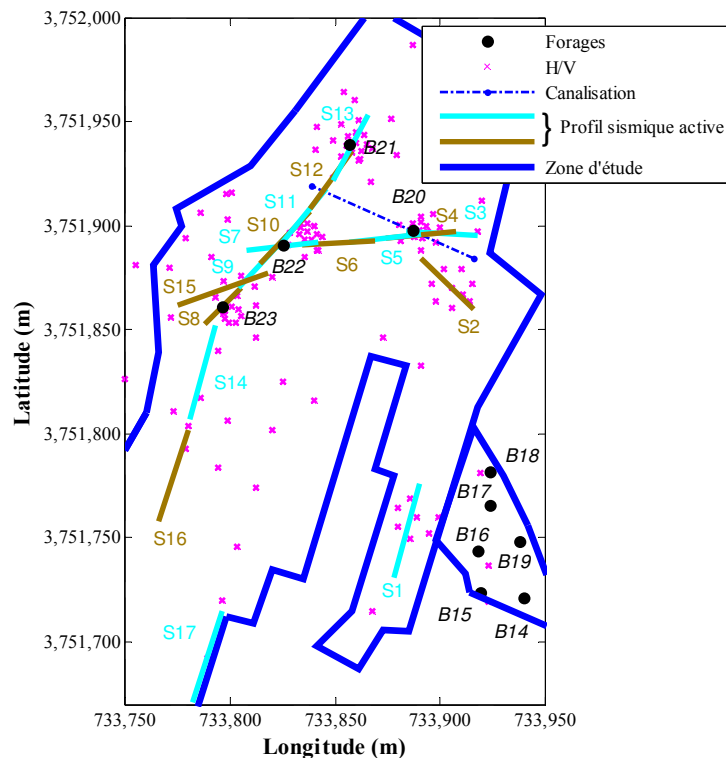 3,752,000
Forages
H/V
Canalisation
} Profil sismique active
Zone d'étude
3,751,950
S13
B21
S12
B20
S11
S4
S3
3,751,900
S10
S7
S6
S5
S9
B22
S15
S2
3,751,850
S8
B23
S14
3,751,800
B18
B17
S16
B16
B19
3,751,750
S1
B15
B14
S17
3,751,700
733,750
733,800
733,850
733,900
733,950
Longitude (m)
Latitude (m)